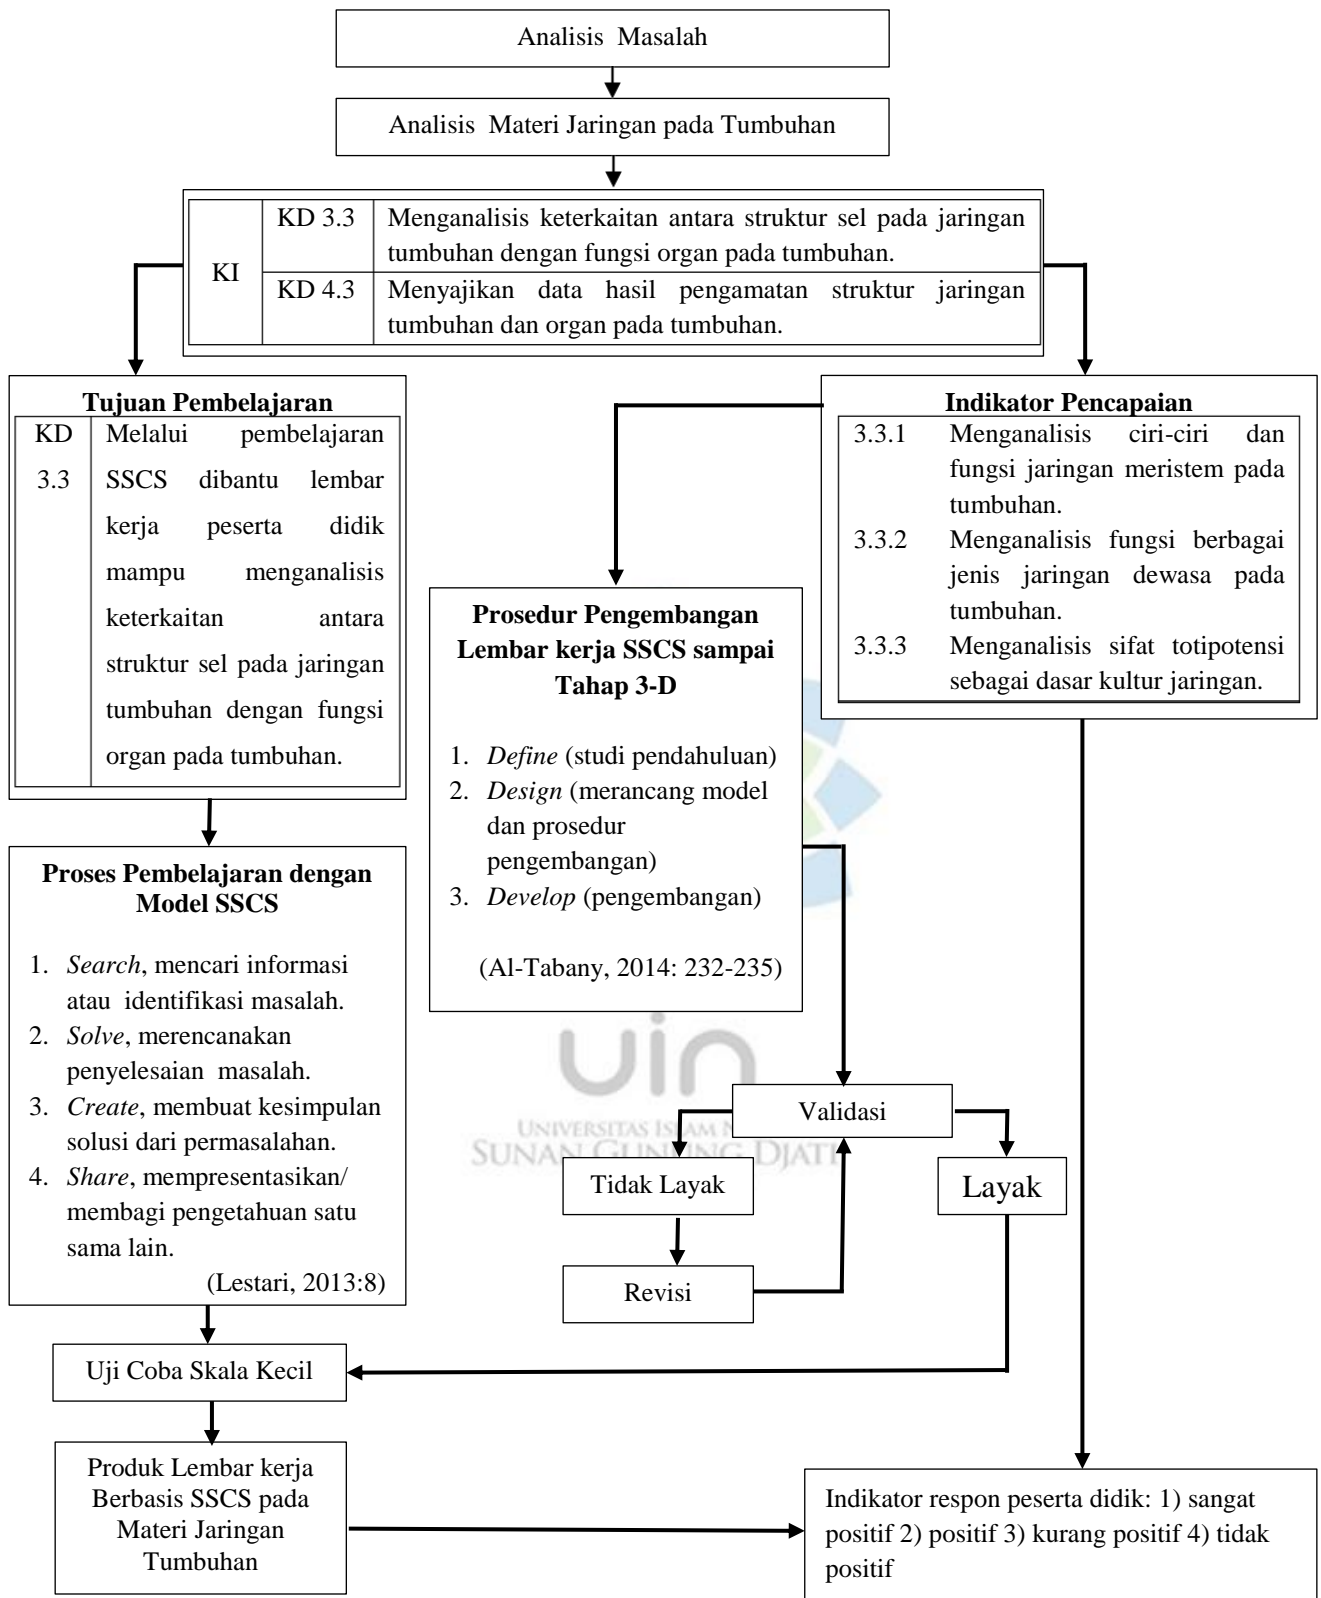 Analisis Masalah
Analisis Materi Jaringan pada Tumbuhan
KI
KD 3.3
Menganalisis keterkaitan antara struktur sel pada jaringan
tumbuhan dengan fungsi organ pada tumbuhan.
KD 4.3
Menyajikan data hasil pengamatan struktur jaringan
tumbuhan dan organ pada tumbuhan.
Tujuan Pembelajaran
KD
3.3
Melalui pembelajaran
SSCS dibantu lembar
kerja peserta didik
mampu menganalisis
keterkaitan antara
struktur sel pada jaringan
tumbuhan dengan fungsi
organ pada tumbuhan.
Indikator Pencapaian
3.3.1 Menganalisis ciri-ciri dan
fungsi jaringan meristem pada
tumbuhan.
3.3.2 Menganalisis fungsi berbagai
jenis jaringan dewasa pada
tumbuhan.
3.3.3 Menganalisis sifat totipotensi
sebagai dasar kultur jaringan.
Prosedur Pengembangan
Lembar kerja SSCS sampai
Tahap 3-D
1. Define (studi pendahuluan)
2. Design (merancang model
dan prosedur
pengembangan)
3. Develop (pengembangan)
(Al-Tabany, 2014: 232-235)
Proses Pembelajaran dengan
Model SSCS
1. Search, mencari informasi
atau identifikasi masalah.
2. Solve, merencanakan
penyelesaian masalah.
3. Create, membuat kesimpulan
solusi dari permasalahan.
4. Share, mempresentasikan/
membagi pengetahuan satu
sama lain.
(Lestari, 2013:8)
uin
UNIVERSITAS ISLAM
SUNAN GUNUNG DJATI
Validasi
Tidak Layak
Layak
Revisi
Uji Coba Skala Kecil
Produk Lembar kerja
Berbasis SSCS pada
Materi Jaringan
Tumbuhan
Indikator respon peserta didik: 1) sangat
positif 2) positif 3) kurang positif 4) tidak
positif